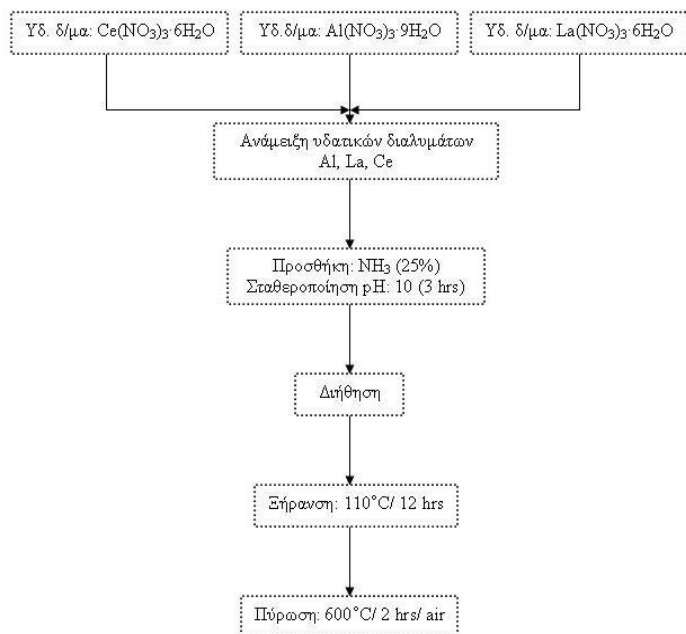 Υδ. δ/μα: Ce(NO₃)₃·6H₂O
Υδ.δ/μα: Al(NO₃)₃·9H₂O
Υδ. δ/μα: La(NO₃)₃·6H₂O
Ανάμειξη υδατικών διαλυμάτων
Al, La, Ce
Προσθήκη: NH₃ (25%)
Σταθεροποίηση pH: 10 (3 hrs)
Διήθηση
Ξήρανση: 110°C/ 12 hrs
Πύρωση: 600°C/ 2 hrs/ air